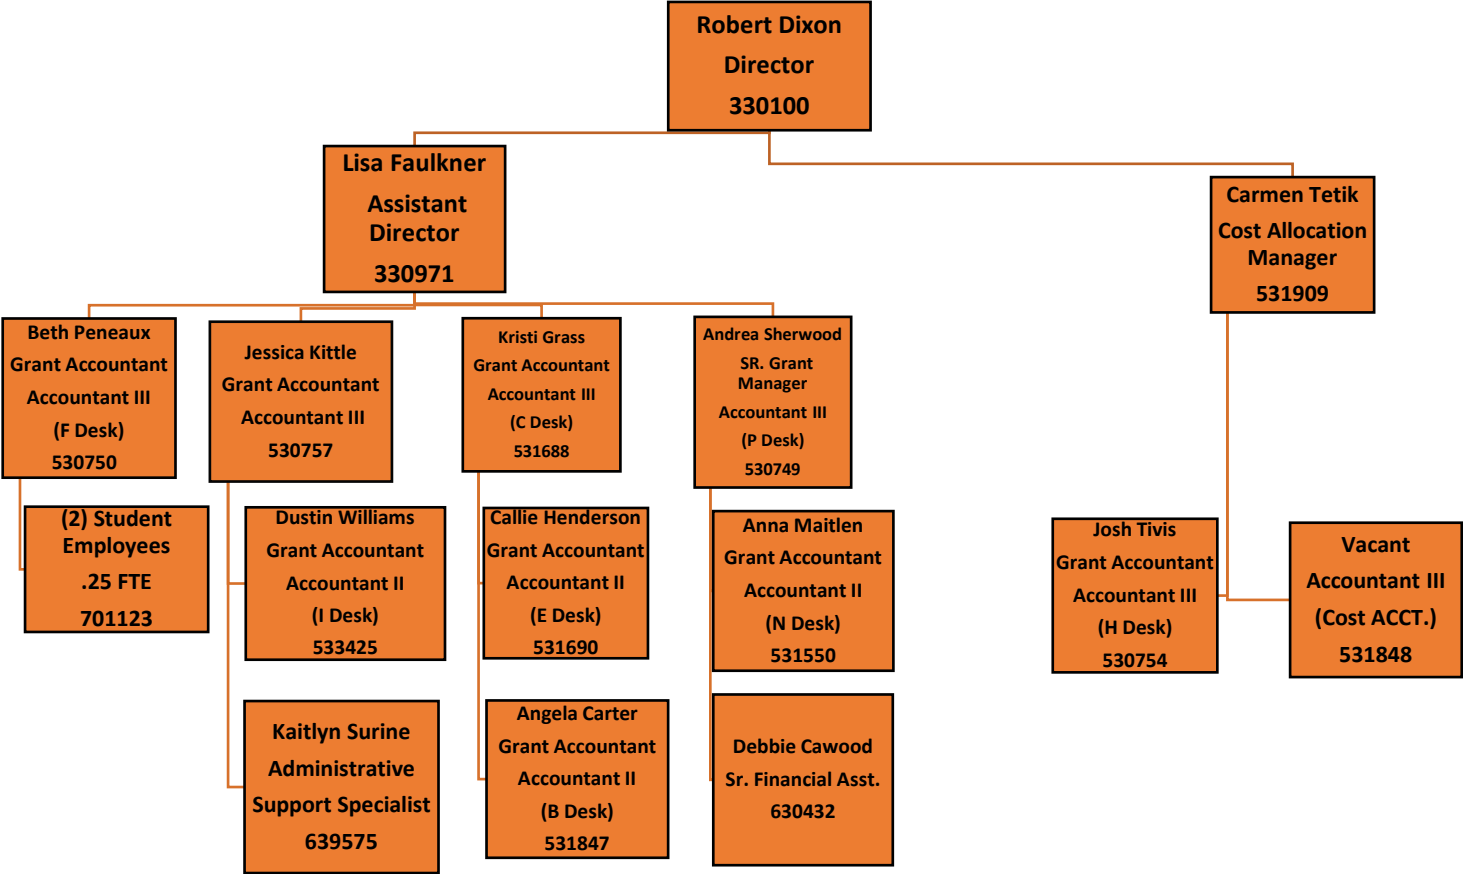 Robert Dixon
Director
330100
Lisa Faulkner
Assistant
Director
330971
Carmen Tetik
Cost Allocation
Manager
531909
Beth Peneaux
Grant Accountant
Accountant III
(F Desk)
530750
Jessica Kittle
Grant Accountant
Accountant III
530757
Kristi Grass
Grant Accountant
Accountant III
(C Desk)
531688
Andrea Sherwood
SR. Grant
Manager
Accountant III
(P Desk)
530749
(2) Student
Employees
.25 FTE
701123
Dustin Williams
Grant Accountant
Accountant II
(I Desk)
533425
Callie Henderson
Grant Accountant
Accountant II
(E Desk)
531690
Anna Maitlen
Grant Accountant
Accountant II
(N Desk)
531550
Josh Tivis
Grant Accountant
Accountant III
(H Desk)
530754
Vacant
Accountant III
(Cost ACCT.)
531848
Kaitlyn Surine
Administrative
Support Specialist
639575
Angela Carter
Grant Accountant
Accountant II
(B Desk)
531847
Debbie Cawood
Sr. Financial Asst.
630432